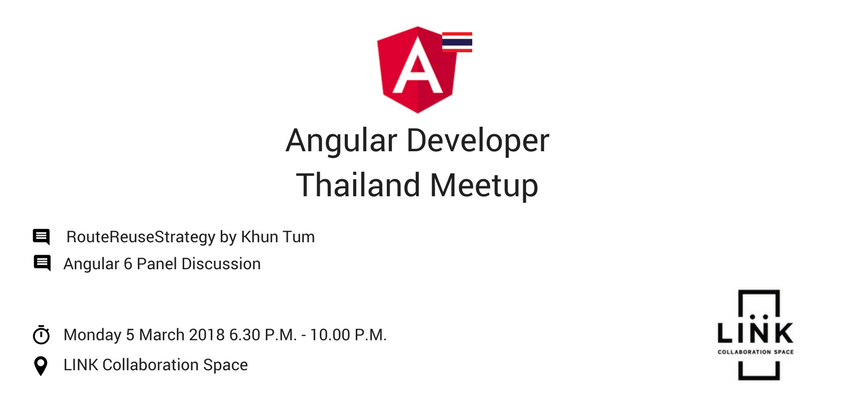 Angular Developer
Thailand Meetup
RouteReuseStrategy by Khun Tum
Angular 6 Panel Discussion
Monday 5 March 2018 6.30 P.M. - 10.00 P.M.
LINK Collaboration Space
LINK
COLLABORATION SPACE